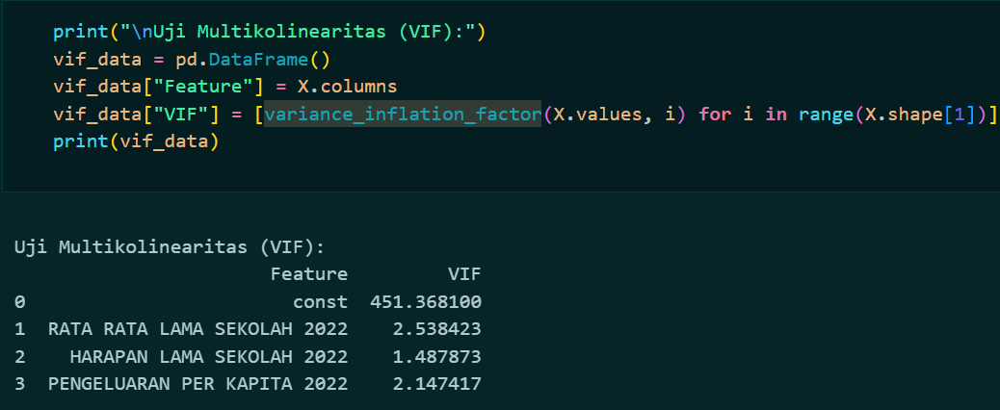 print("\nUji Multikolinearitas (VIF):")
vif_data = pd.DataFrame()
vif_data["Feature"] = X.columns
vif_data["VIF"] = [variance_inflation_factor(X.values, i) for i in range(X.shape[1])]
print(vif_data)
Uji Multikolinearitas (VIF):
Feature VIF
0 const 451.368100
1 RATA RATA LAMA SEKOLAH 2022 2.538423
2 HARAPAN LAMA SEKOLAH 2022 1.487873
3 PENGELUARAN PER KAPITA 2022 2.147417